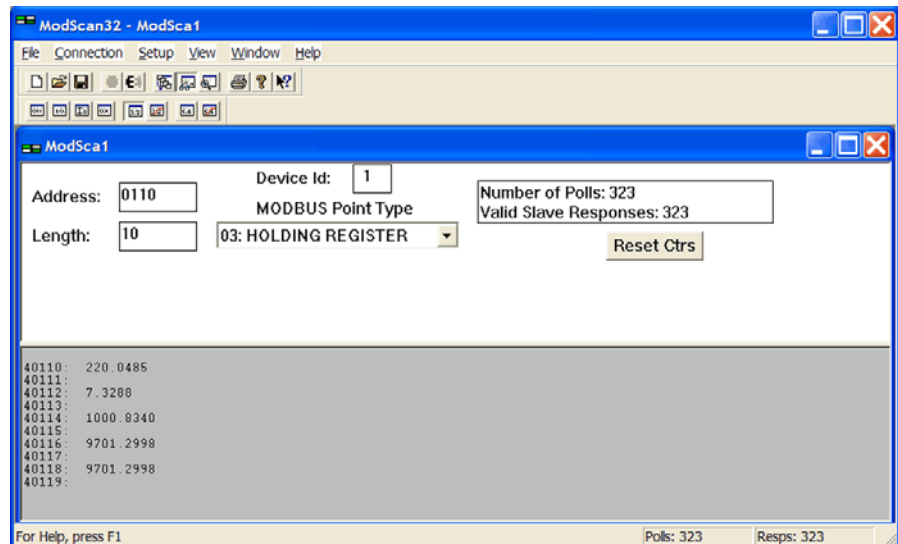 ModScan32 - ModSca1
File Connection Setup View Window Help
ModSca1
Address: 0110
Device Id: 1
MODBUS Point Type
Length: 10
03: HOLDING REGISTER
Number of Polls: 323
Valid Slave Responses: 323
Reset Ctrs
40110: 220.0485
40111:
40112: 7.3288
40113:
40114: 1000.8340
40115:
40116: 9701.2998
40117:
40118: 9701.2998
40119:
For Help, press F1
Polls: 323
Resps: 323